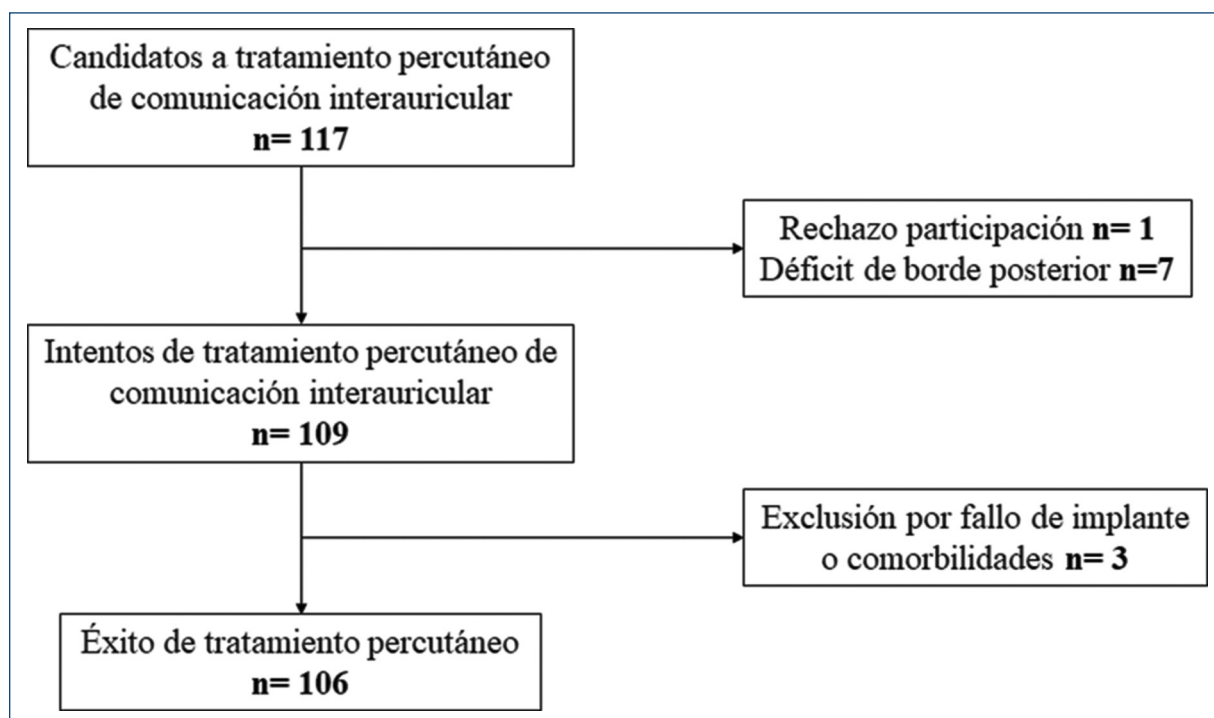 Candidatos a tratamiento percutáneo
de comunicación interauricular
n= 117
Rechazo participación n= 1
Déficit de borde posterior n=7
Intentos de tratamiento percutáneo de
comunicación interauricular
n= 109
Exclusión por fallo de implante
o comorbilidades n= 3
Éxito de tratamiento percutáneo
n= 106